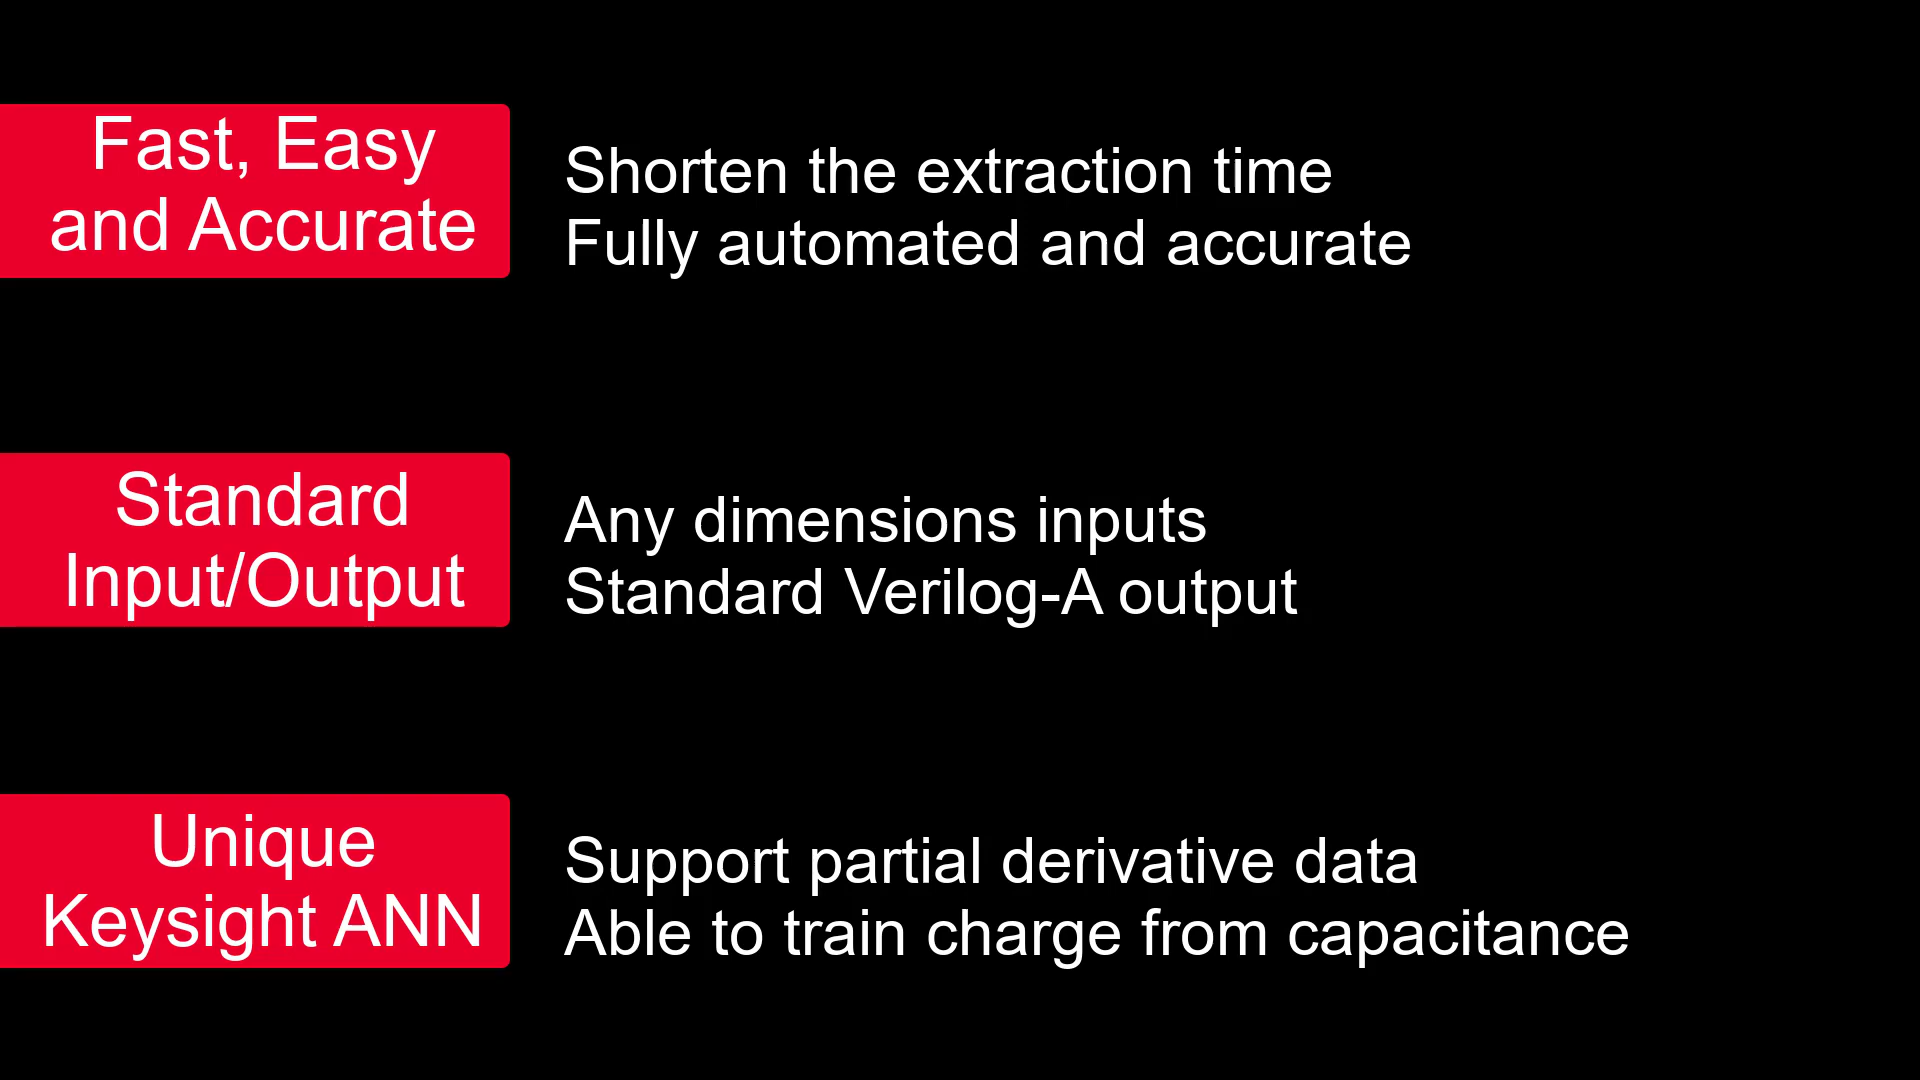 Fast, Easy
and Accurate
Shorten the extraction time
Fully automated and accurate
Standard
Input/Output
Any dimensions inputs
Standard Verilog-A output
Unique
Keysight ANN
Support partial derivative data
Able to train charge from capacitance